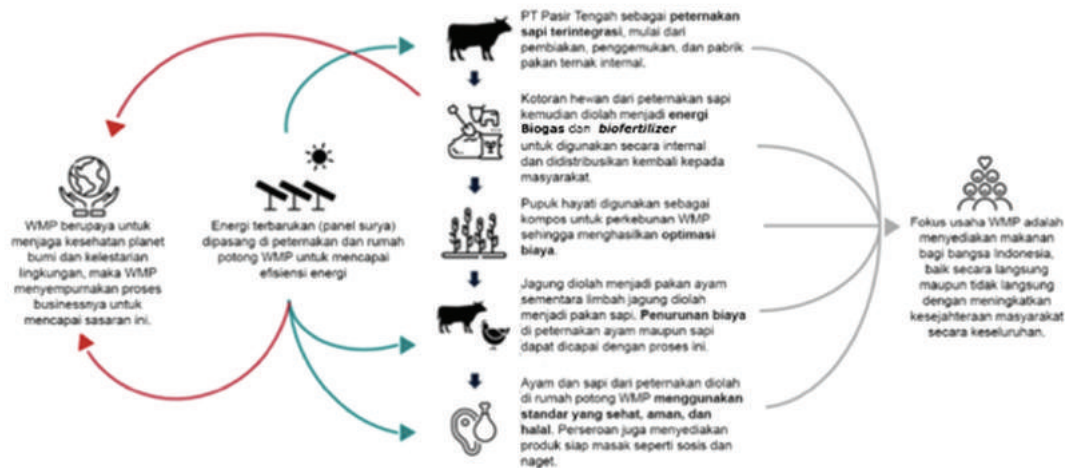 PT Pasir Tengah sebagai peternakan
sapi terintegrasi, mulai dari
pembiakan, penggemukan, dan pabrik
pakan ternak internal.
Kotoran hewan dari peternakan sapi
kemudian diolah menjadi energi
Biogas dan biofertilizer
untuk digunakan secara internal
dan didistribusikan kembali kepada
masyarakat.
WMP berupaya untuk
menjaga kesehatan planet
bumi dan kelestarian
lingkungan, maka WMP
menyempurnakan proses
businessnya untuk
mencapai sasaran ini.
Energi terbarukan (panel surya)
dipasang di peternakan dan rumah
potong WMP untuk mencapai
efisiensi energi
Pupuk hayati digunakan sebagai
kompos untuk perkebunan WMP
sehingga menghasilkan optimasi
biaya.
Fokus usaha WMP adalah
menyediakan makanan
bagi bangsa Indonesia,
baik secara langsung
maupun tidak langsung
dengan meningkatkan
kesejahteraan masyarakat
secara keseluruhan.
Jagung diolah menjadi pakan ayam
sementara limbah jagung diolah
menjadi pakan sapi. Penurunan biaya
di peternakan ayam maupun sapi
dapat dicapai dengan proses ini.
Ayam dan sapi dari peternakan diolah
di rumah potong WMP menggunakan
standar yang sehat, aman, dan
halal. Perseroan juga menyediakan
produk siap masak seperti sosis dan
naget.